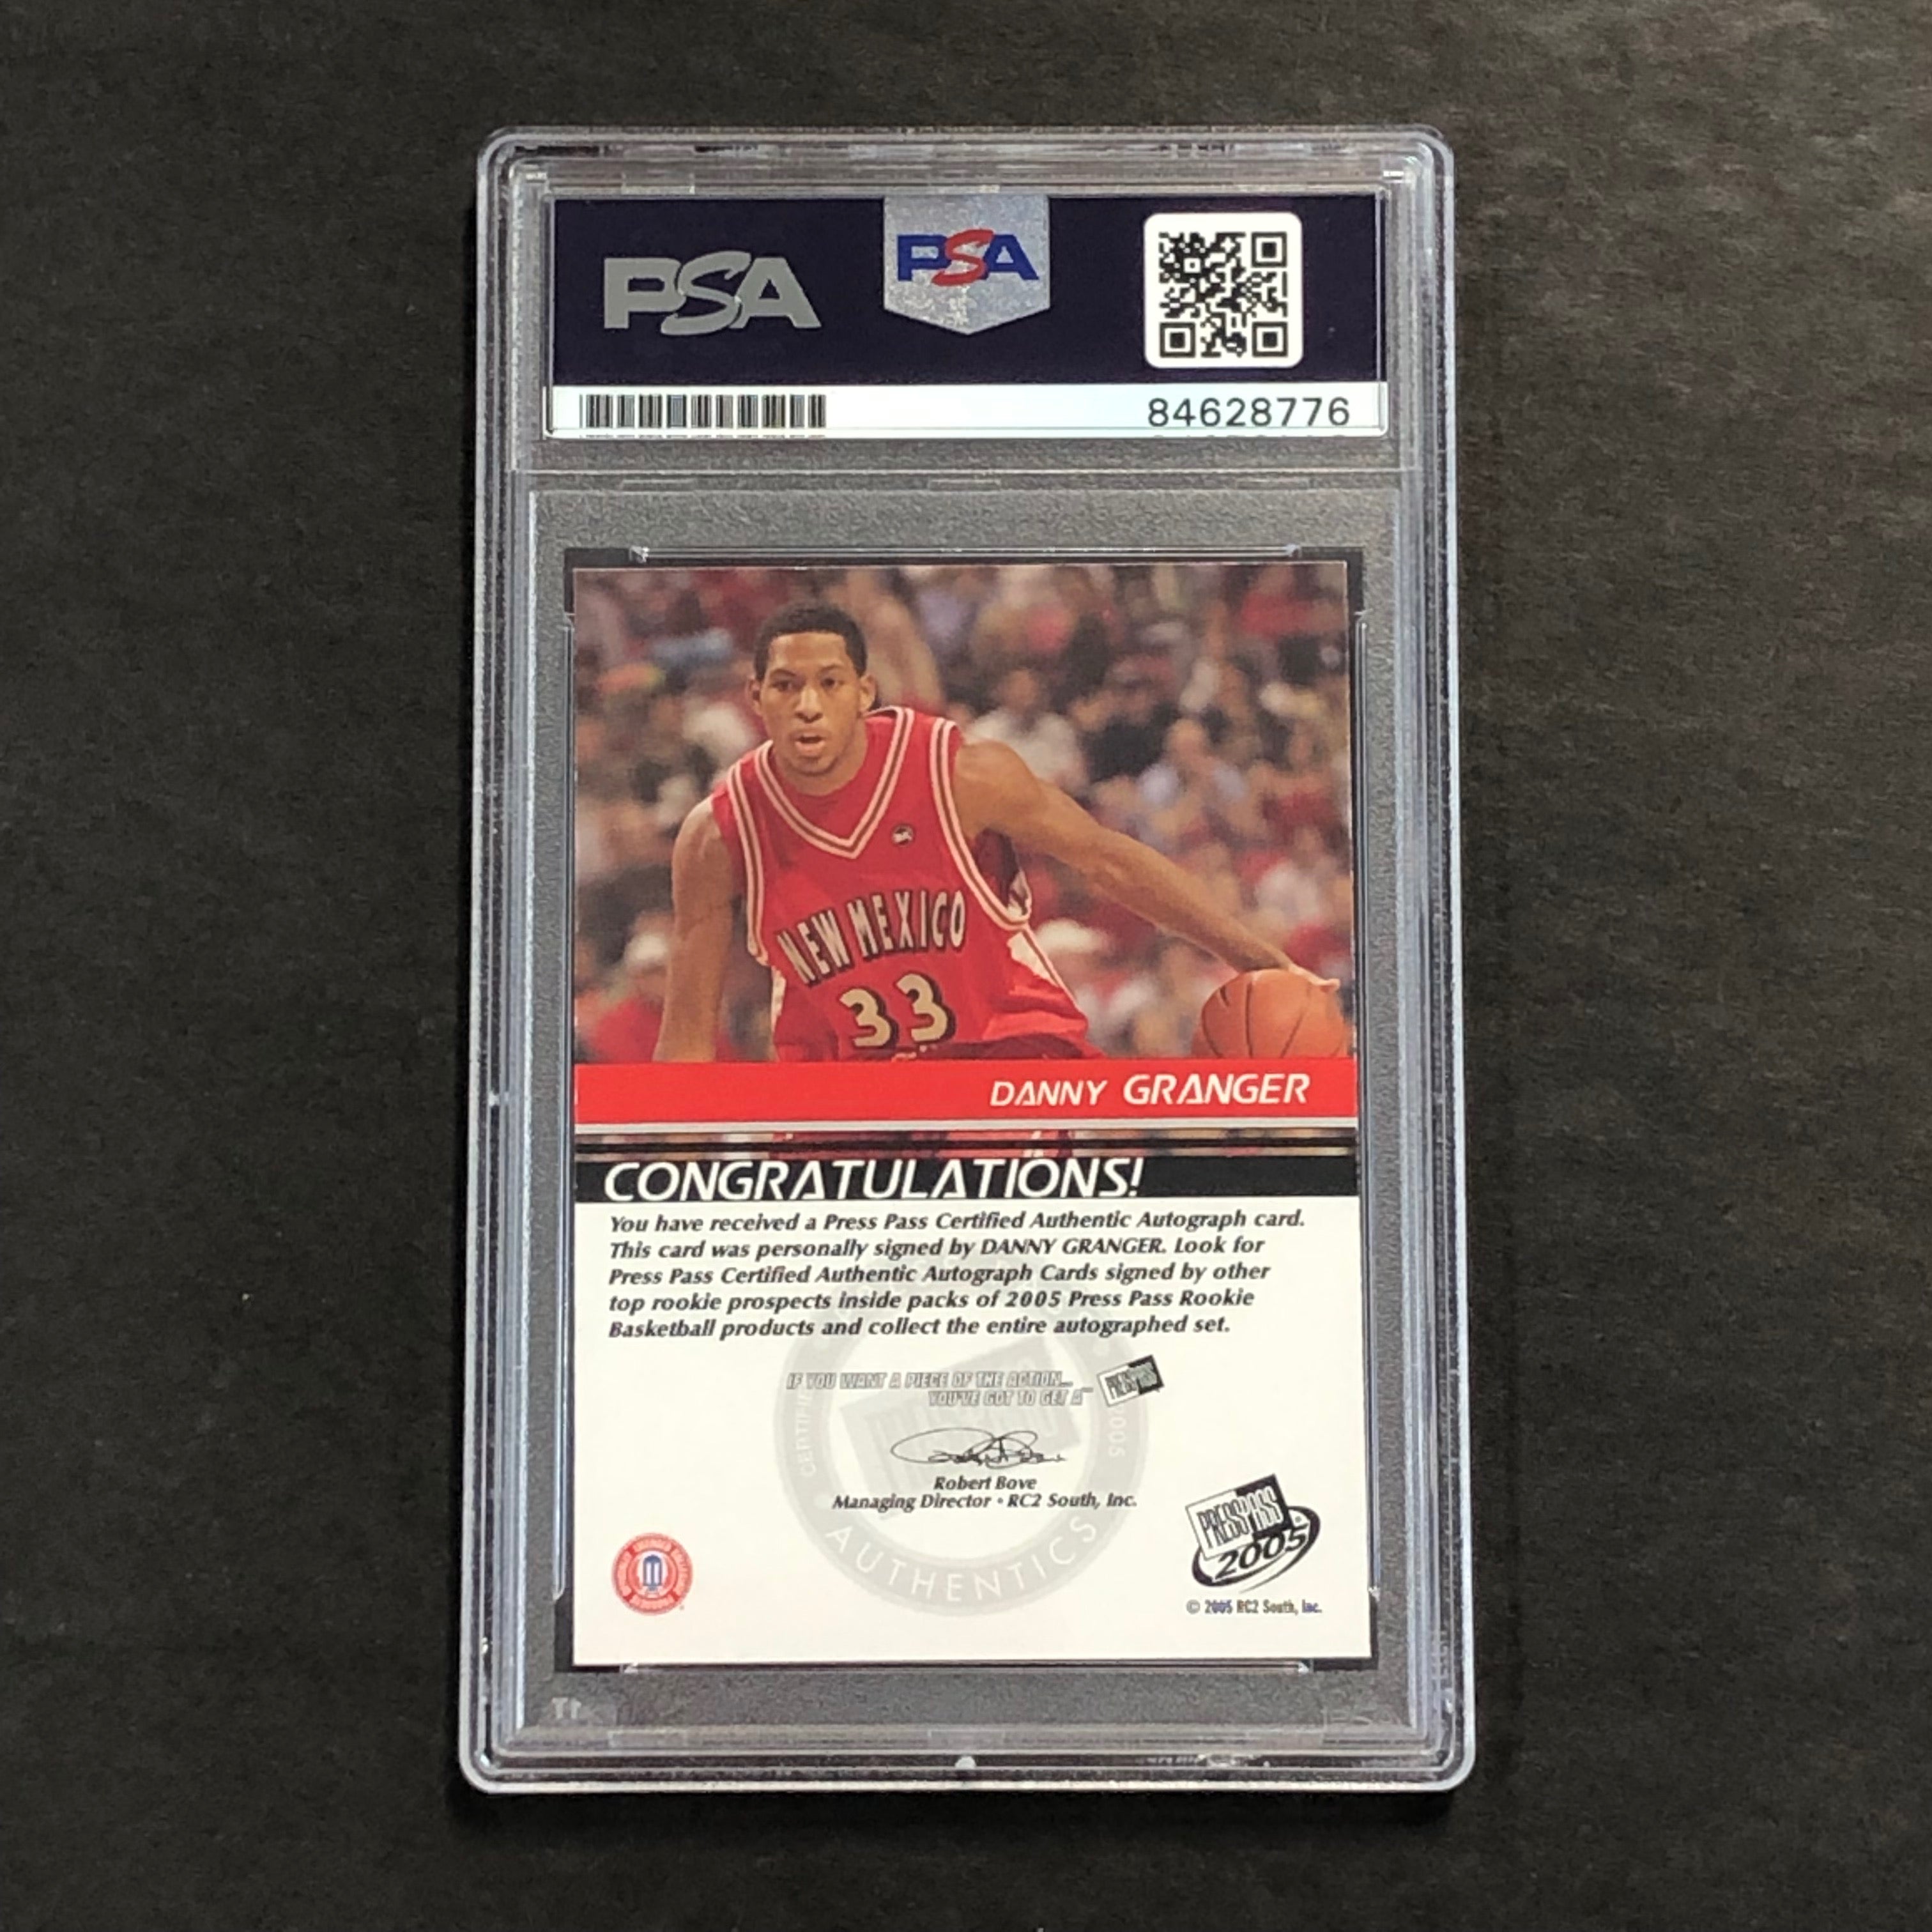 PSA
PSA
84628776
NEW MEXICO
33
DANNY GRANGER
CONGRATULATIONS!
You have received a Press Pass Certified Authentic Autograph card.
This card was personally signed by DANNY GRANGER. Look for
Press Pass Certified Authentic Autograph Cards signed by other
top rookie prospects inside packs of 2005 Press Pass Rookie
Basketball products and collect the entire autographed set.
IF YOU WANT A PIECE OF THE ACTION...
YOU'VE GOT TO GET A
PRESS PASS
Robert Bove
Managing Director • RC2 South, Inc.
AUTHENTICS
PRESS PASS
2005
© 2005 RC2 South, Inc.